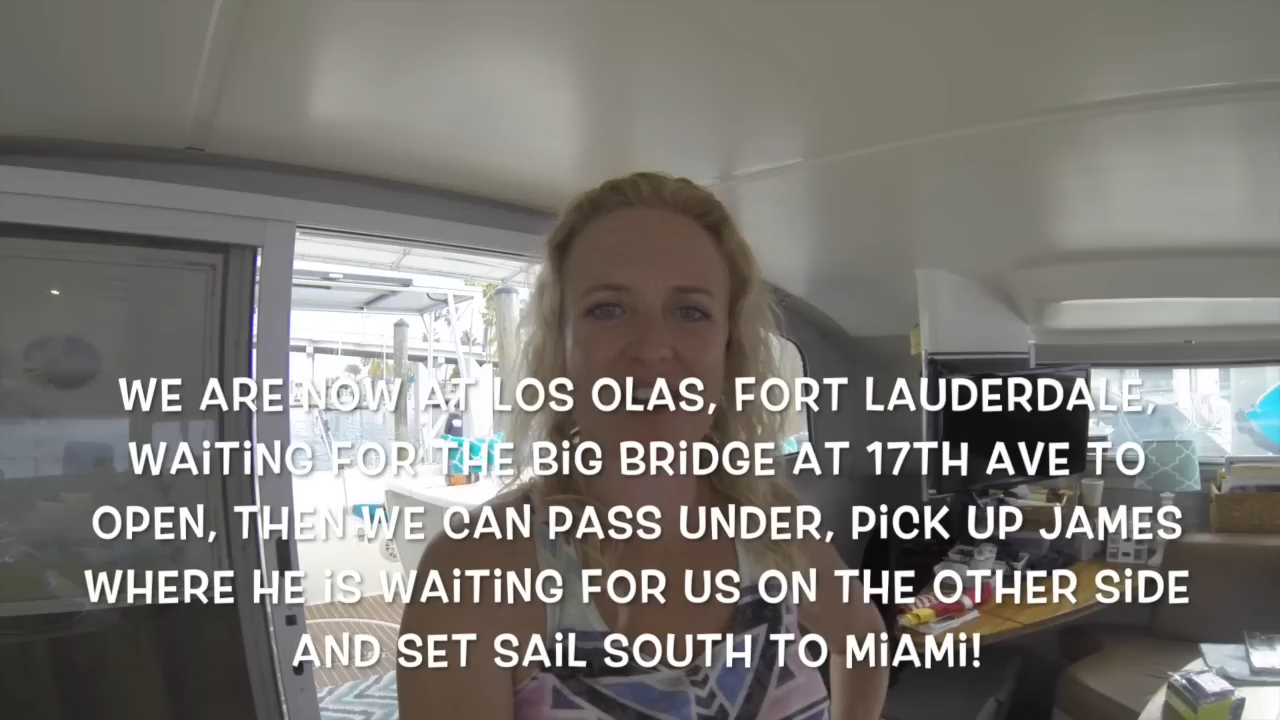 WE ARE NOW AT LOS OLAS, FORT LAUDERDALE,
WAiTiNG FOR THE BiG BRiDGE AT 17TH AVE TO
OPEN, THEN WE CAN PASS UNDER, PiCK UP JAMES
WHERE HE iS WAiTiNG FOR US ON THE OTHER SiDE
AND SET SAiL SOUTH TO MiAMi!